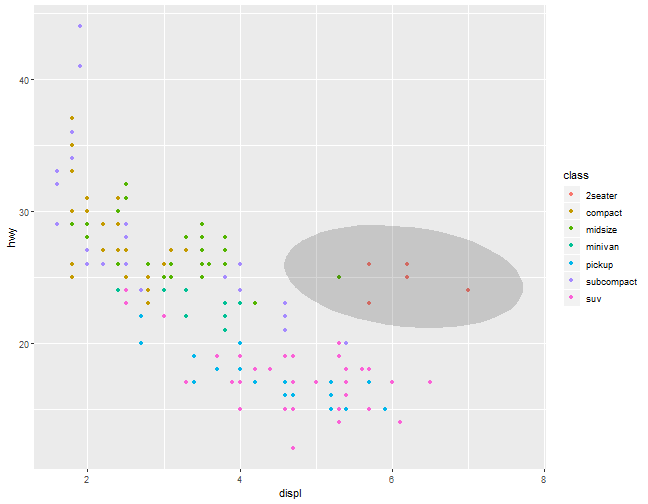 40
30
20
hwy
2
4
6
8
displ
class
2seater
compact
midsize
minivan
pickup
subcompact
suv